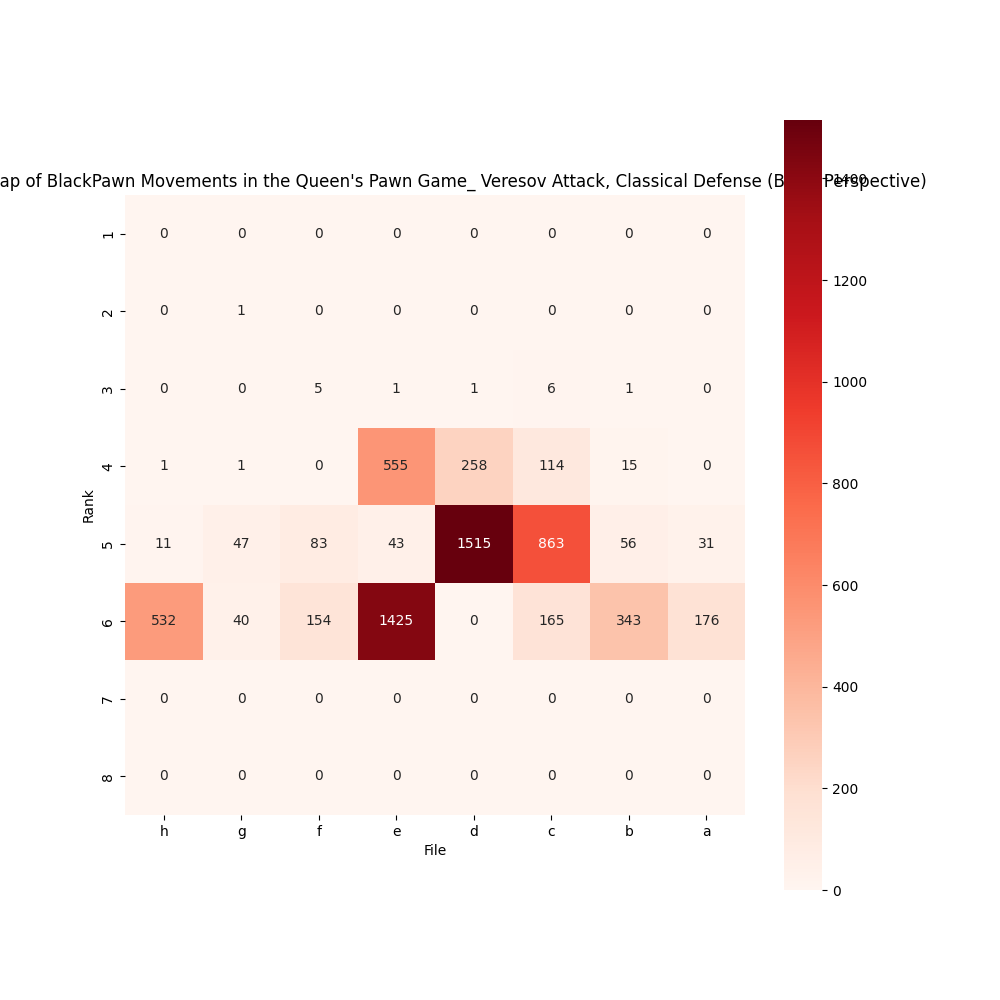 ap of BlackPawn Movements in the Queen's Pawn Game_ Veresov Attack, Classical Defense (B Perspective)
1400
1200
1000
800
600
400
200
0
Rank
1 0 0 0 0 0 0 0 0
2 0 1 0 0 0 0 0 0
3 0 0 5 1 1 6 1 0
4 1 1 0 555 258 114 15 0
5 11 47 83 43 1515 863 56 31
6 532 40 154 1425 0 165 343 176
7 0 0 0 0 0 0 0 0
8 0 0 0 0 0 0 0 0
h g f e d c b a
File